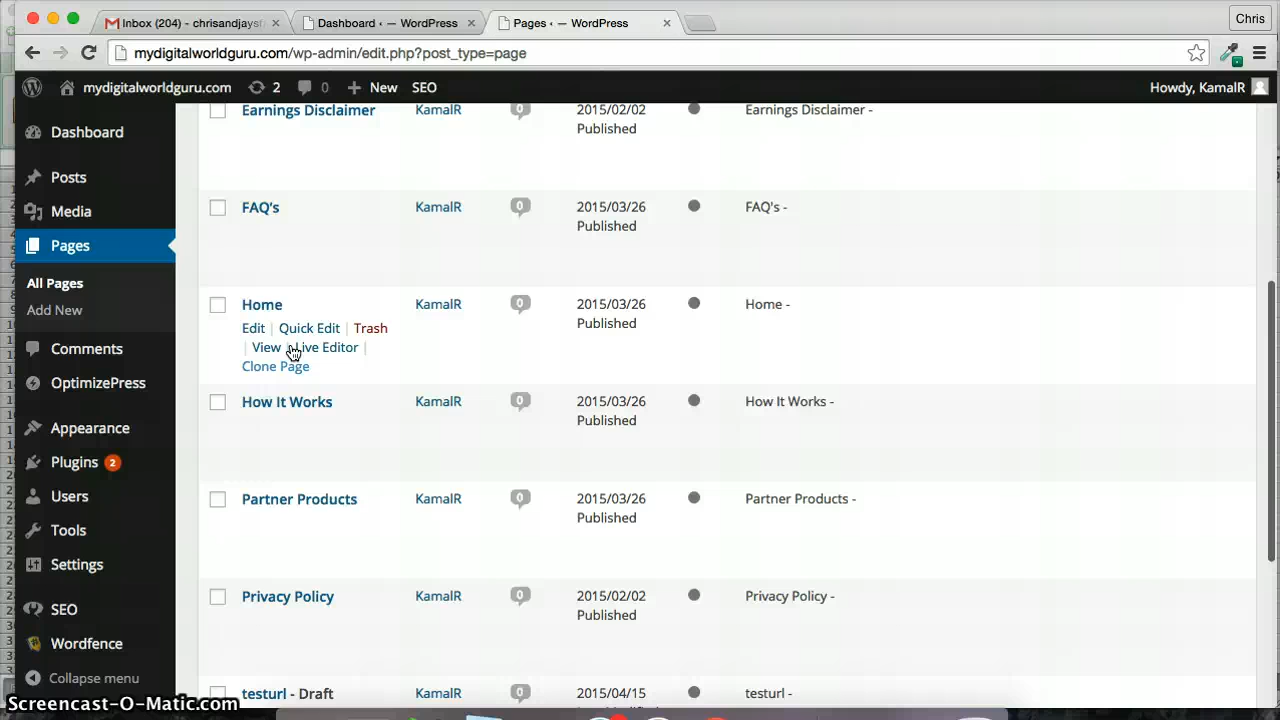 Inbox (204) - chrisandjayst
Dashboard ‹ — WordPress
Pages ‹ — WordPress
Chris
mydigitalworldguru.com/wp-admin/edit.php?post_type=page
mydigitalworldguru.com 2 0 + New SEO
Howdy, KamalR
Dashboard
Posts
Media
Pages
All Pages
Add New
Comments
OptimizePress
Appearance
Plugins 2
Users
Tools
Settings
SEO
Wordfence
Collapse menu
Earnings Disclaimer KamalR 0 2015/02/02 Earnings Disclaimer -
Published
FAQ's KamalR 0 2015/03/26 FAQ's -
Published
Home KamalR 0 2015/03/26 Home -
Edit | Quick Edit | Trash Published
| View | Live Editor |
Clone Page
How It Works KamalR 0 2015/03/26 How It Works -
Published
Partner Products KamalR 0 2015/03/26 Partner Products -
Published
Privacy Policy KamalR 0 2015/02/02 Privacy Policy -
Published
testurl - Draft KamalR 0 2015/04/15 testurl -
Screencast-O-Matic.com